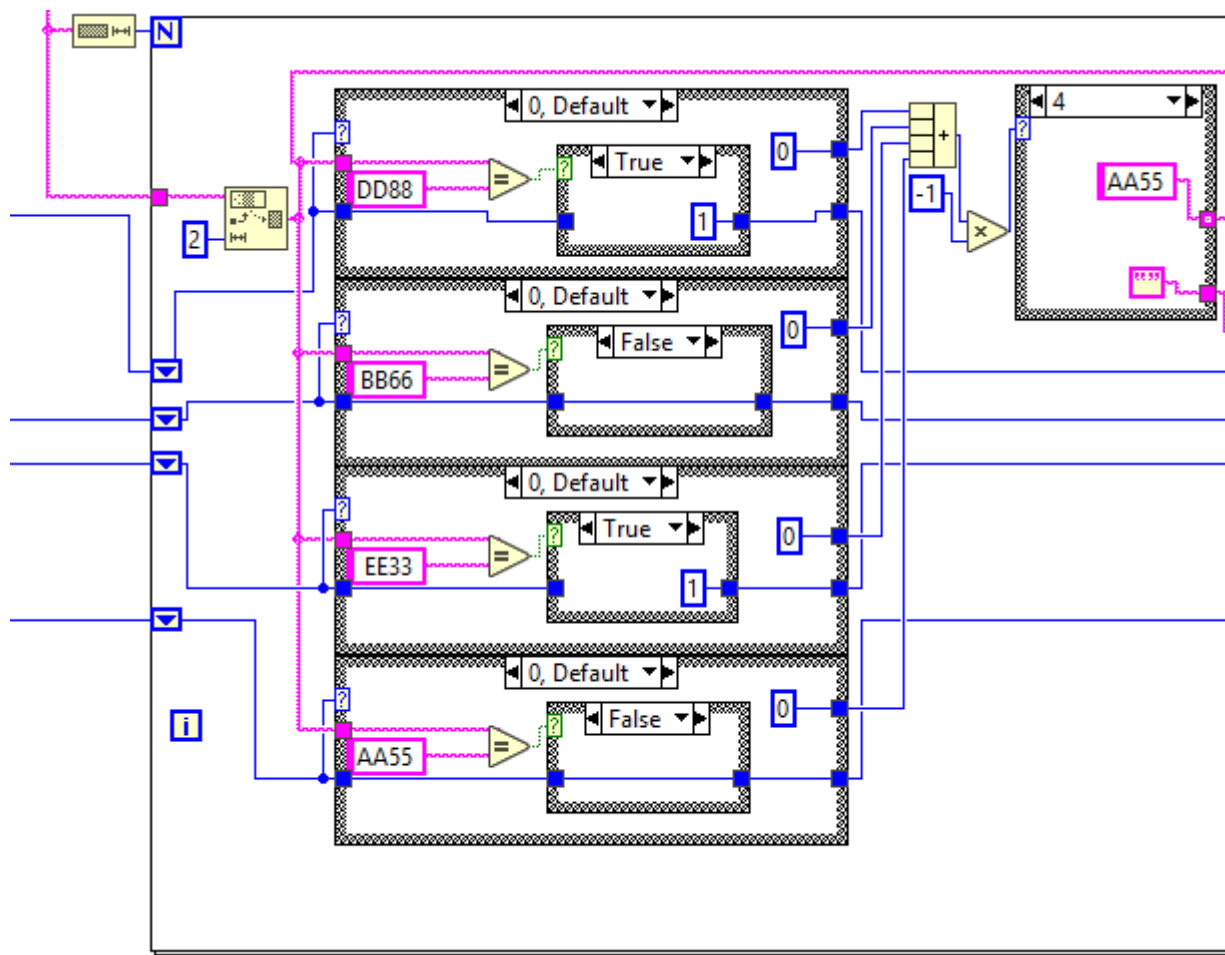 N
0, Default
4
0
True
+
DD88
=
AA55
-1
1
×
2
0, Default
0
False
BB66
=
0, Default
True
0
EE33
=
1
0, Default
0
False
i
AA55
=